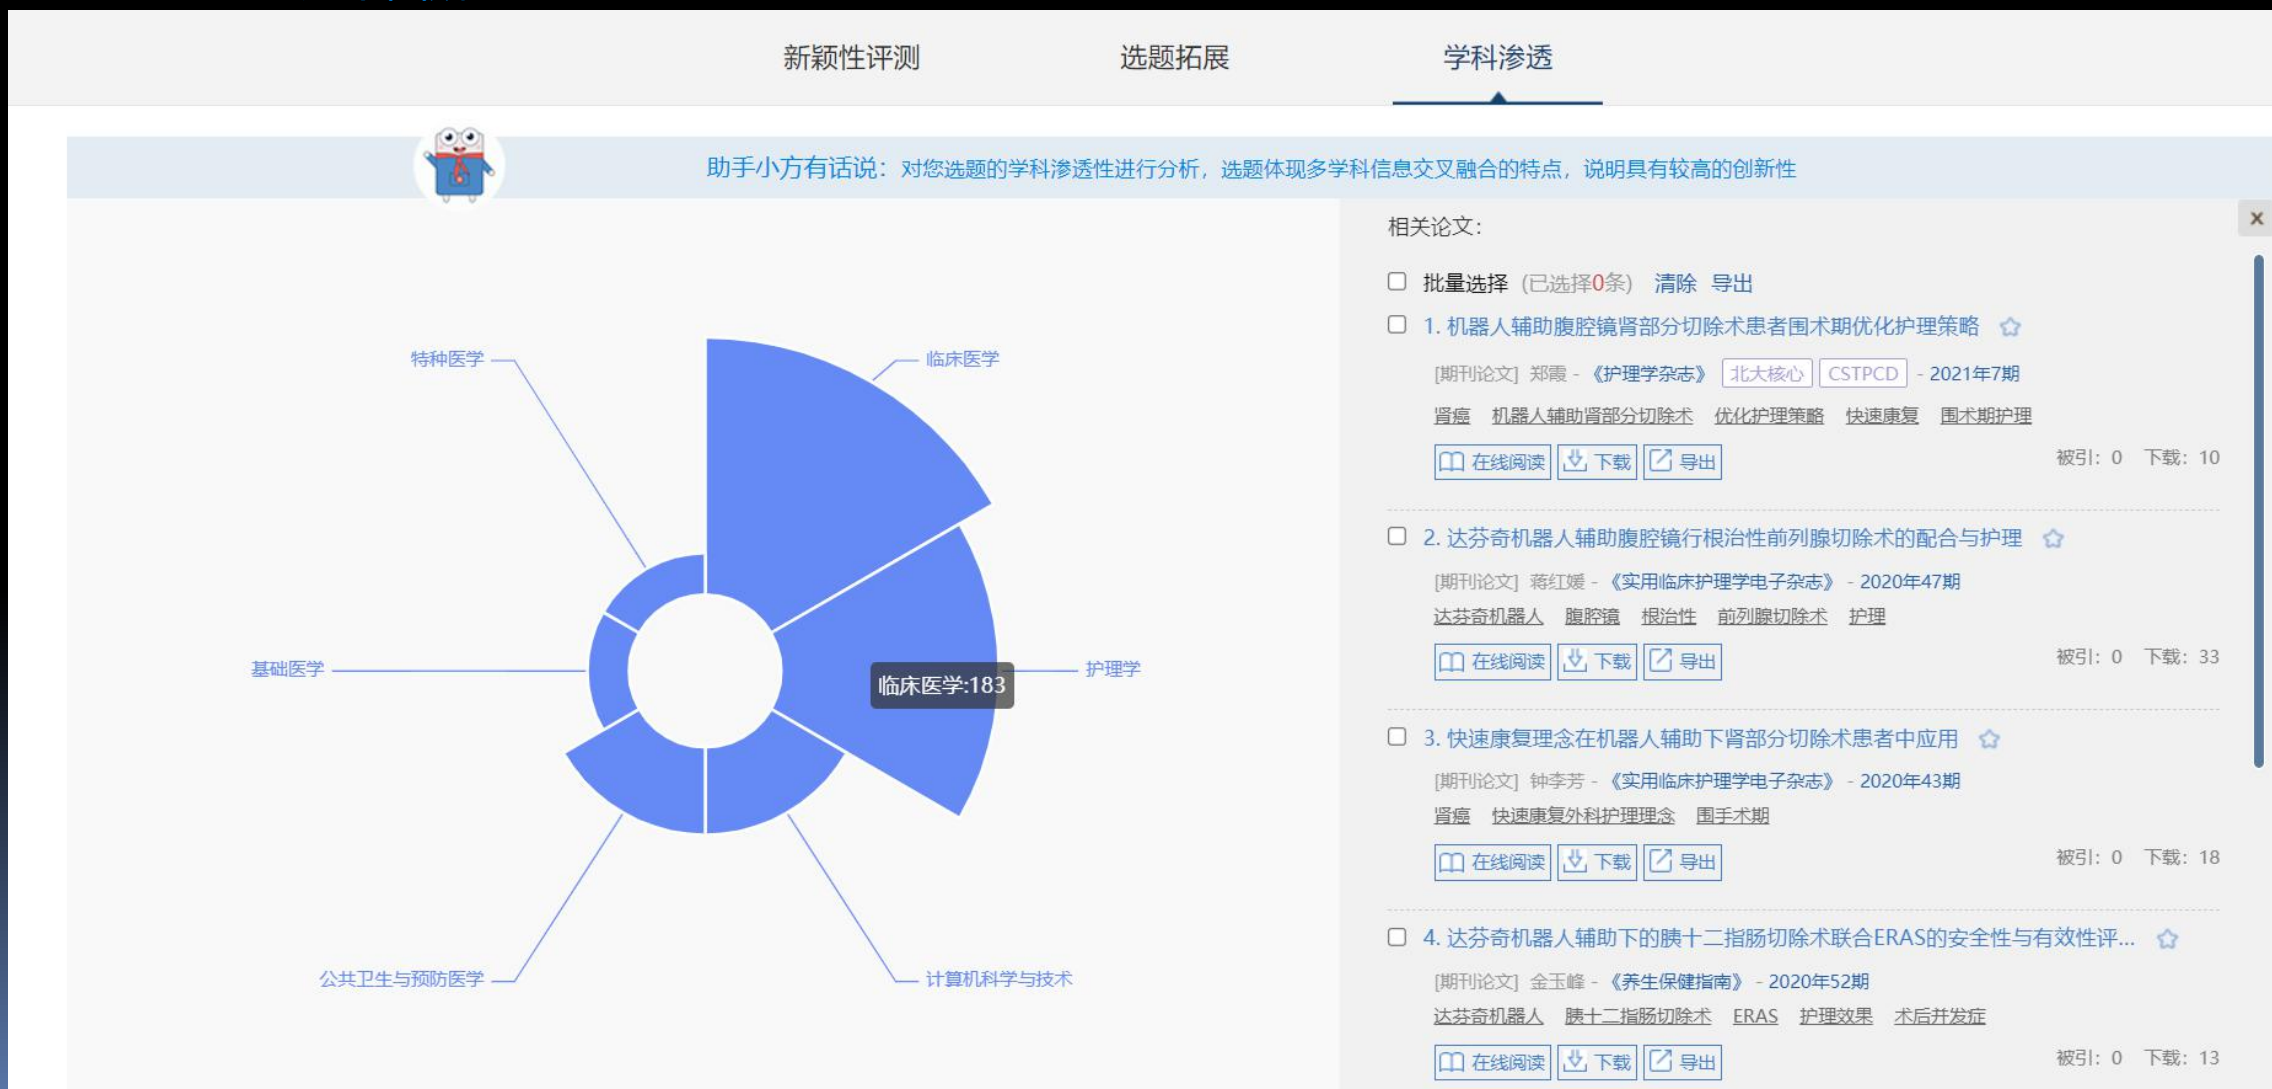 新颖性评测
选题拓展
学科渗透
助手小方有话说：对您选题的学科渗透性进行分析，选题体现多学科信息交叉融合的特点，说明具有较高的创新性
特种医学
临床医学
基础医学
护理学
临床医学:183
公共卫生与预防医学
计算机科学与技术
相关论文：
x
批量选择 (已选择0条) 清除 导出
1. 机器人辅助腹腔镜肾部分切除术患者围术期优化护理策略
[期刊论文] 郑霞 - 《护理学杂志》 北大核心 CSTPCD - 2021年7期
肾癌 机器人辅助肾部分切除术 优化护理策略 快速康复 围术期护理
在线阅读 下载 导出 被引：0 下载：10
2. 达芬奇机器人辅助腹腔镜行根治性前列腺切除术的配合与护理
[期刊论文] 蒋红媛 - 《实用临床护理学电子杂志》 - 2020年47期
达芬奇机器人 腹腔镜 根治性 前列腺切除术 护理
在线阅读 下载 导出 被引：0 下载：33
3. 快速康复理念在机器人辅助下肾部分切除术患者中应用
[期刊论文] 钟李芳 - 《实用临床护理学电子杂志》 - 2020年43期
肾癌 快速康复外科护理理念 围手术期
在线阅读 下载 导出 被引：0 下载：18
4. 达芬奇机器人辅助下的胰十二指肠切除术联合ERAS的安全性与有效性评...
[期刊论文] 金玉峰 - 《养生保健指南》 - 2020年52期
达芬奇机器人 胰十二指肠切除术 ERAS 护理效果 术后并发症
在线阅读 下载 导出 被引：0 下载：13